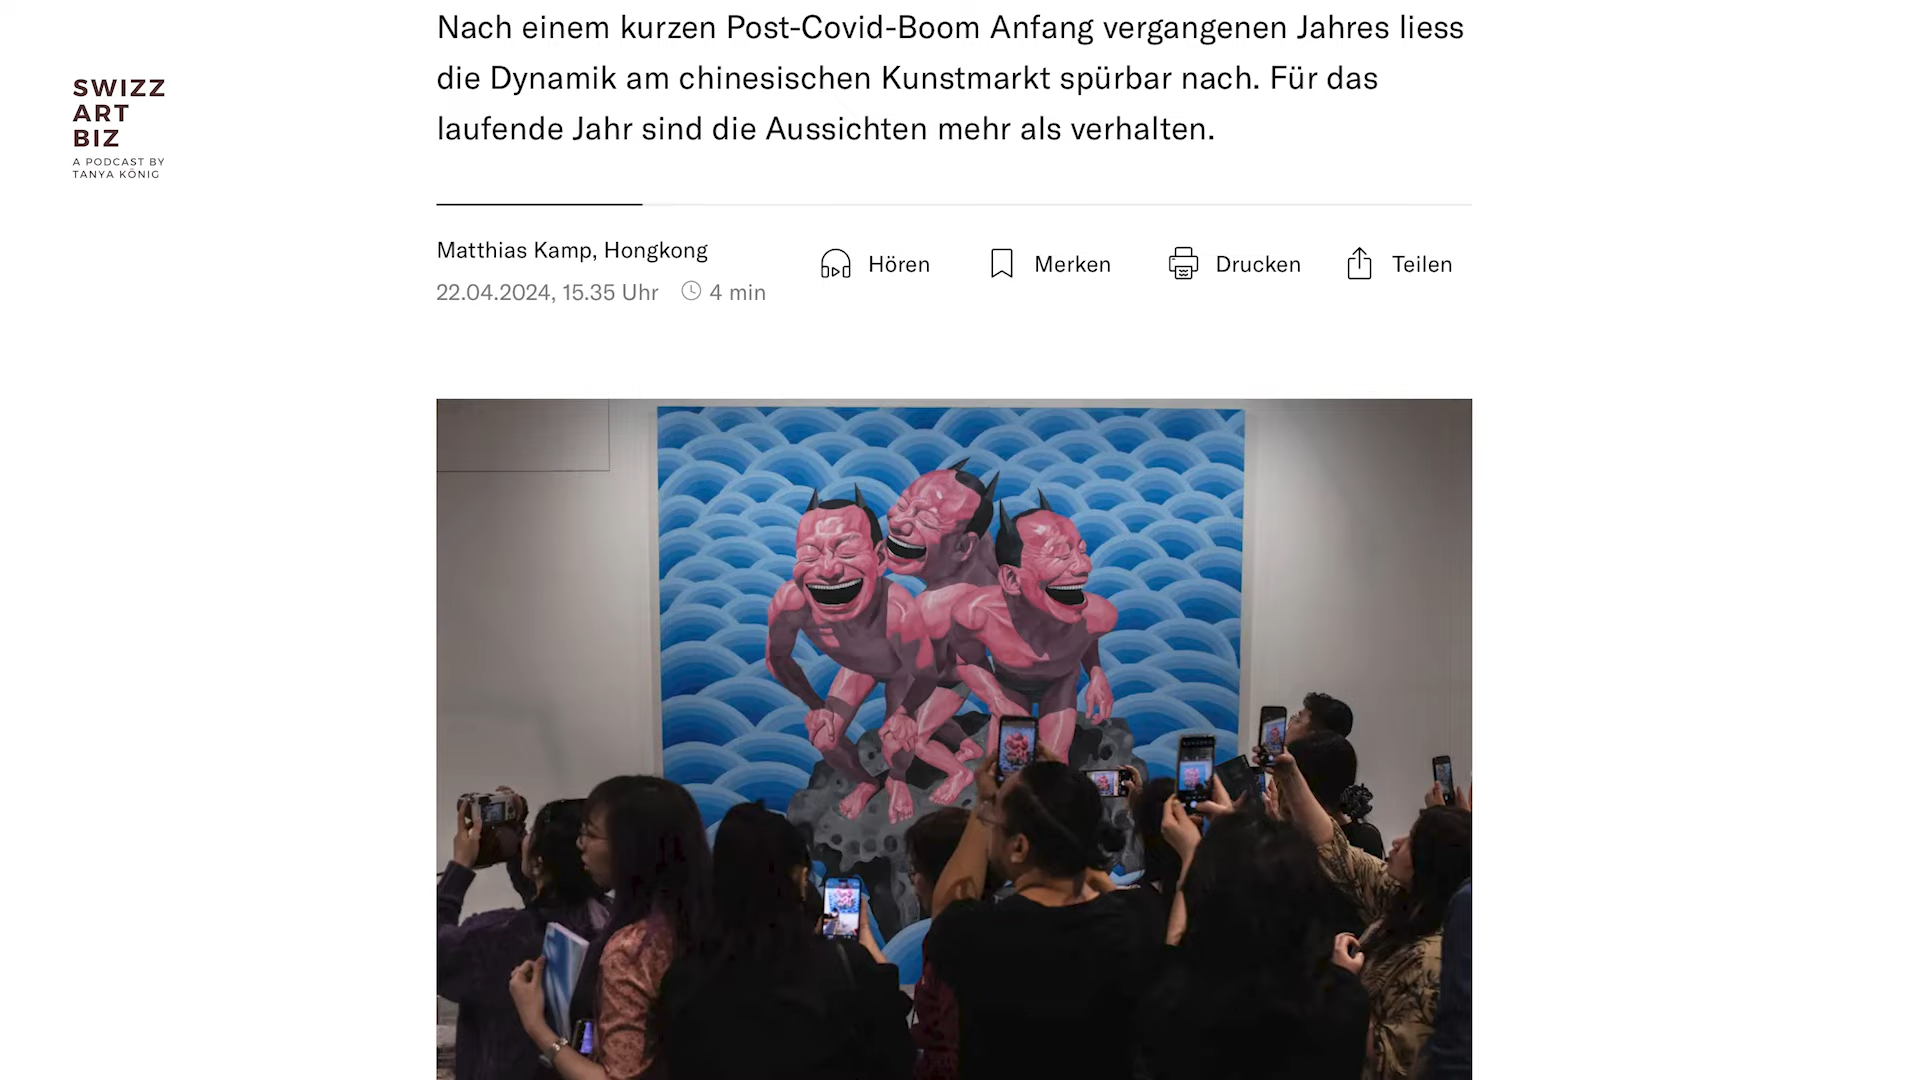 Nach einem kurzen Post-Covid-Boom Anfang vergangenen Jahres liess
die Dynamik am chinesischen Kunstmarkt spürbar nach. Für das
laufende Jahr sind die Aussichten mehr als verhalten.
SWIZZ
ART
BIZ
A PODCAST BY
TANYA KÖNIG
Matthias Kamp, Hongkong
22.04.2024, 15.35 Uhr 4 min
Hören
Merken
Drucken
Teilen